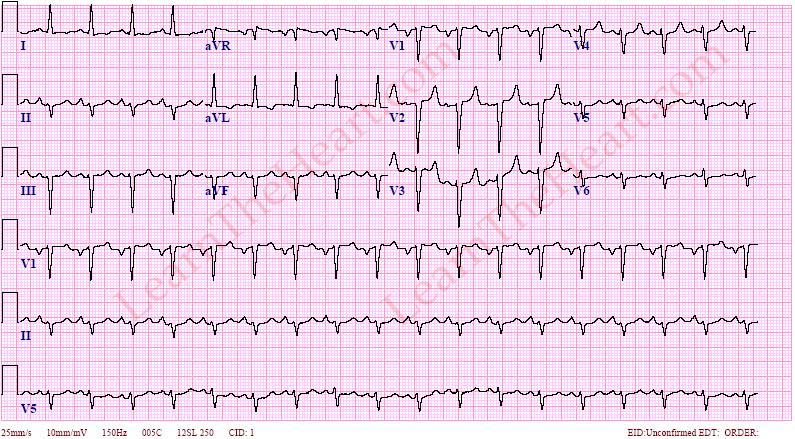 I aVR V1 V4
II aVL V2 V5
III aVF V3 V6
V1
II
V5
25mm/s 10mm/mV 150Hz 005C 12SL 250 CID: 1 EID:Unconfirmed EDT: ORDER:
LearnTheHeart.com
LearnTheHeart.com